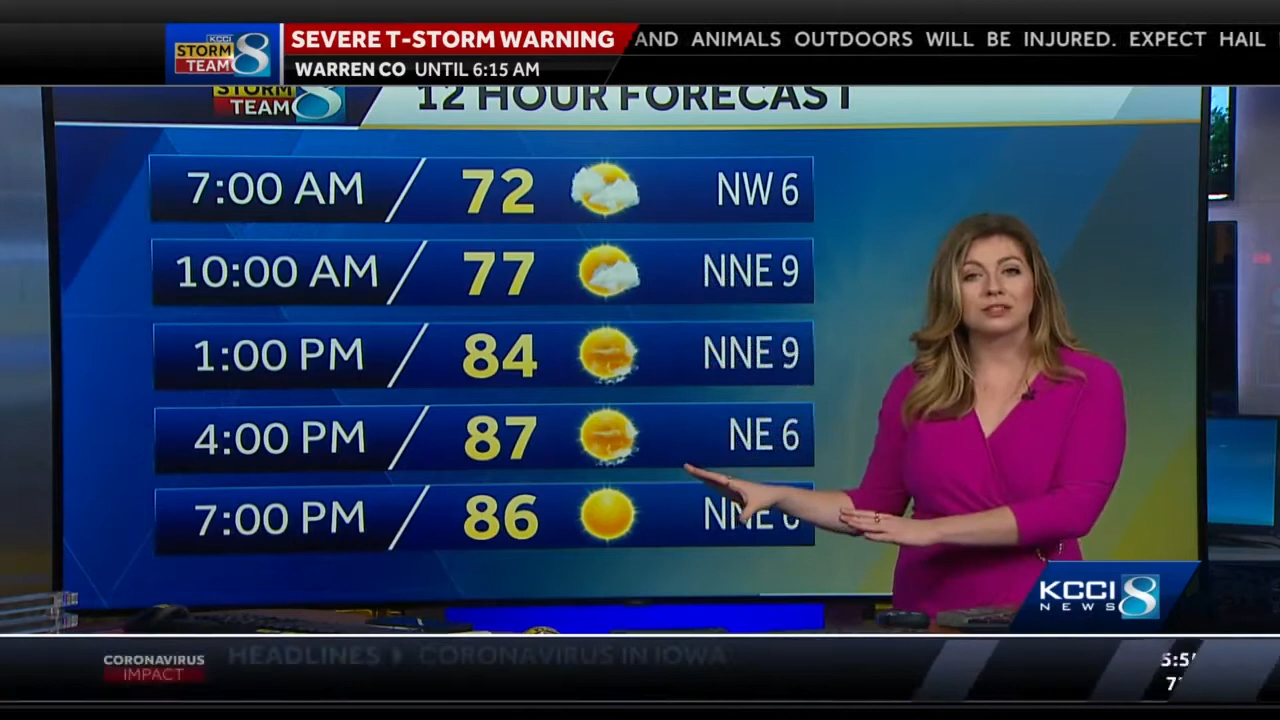 KCCI
STORM
TEAM 8
SEVERE T-STORM WARNING
AND ANIMALS OUTDOORS WILL BE INJURED. EXPECT HAIL
WARREN CO UNTIL 6:15 AM
STORM
TEAM 8
12 HOUR FORECAST
7:00 AM 72 NW 6
10:00 AM 77 NNE 9
1:00 PM 84 NNE 9
4:00 PM 87 NE 6
7:00 PM 86 NNE 6
KCCI 8
NEWS
CORONAVIRUS
IMPACT
HEADLINES CORONAVIRUS IN IOWA